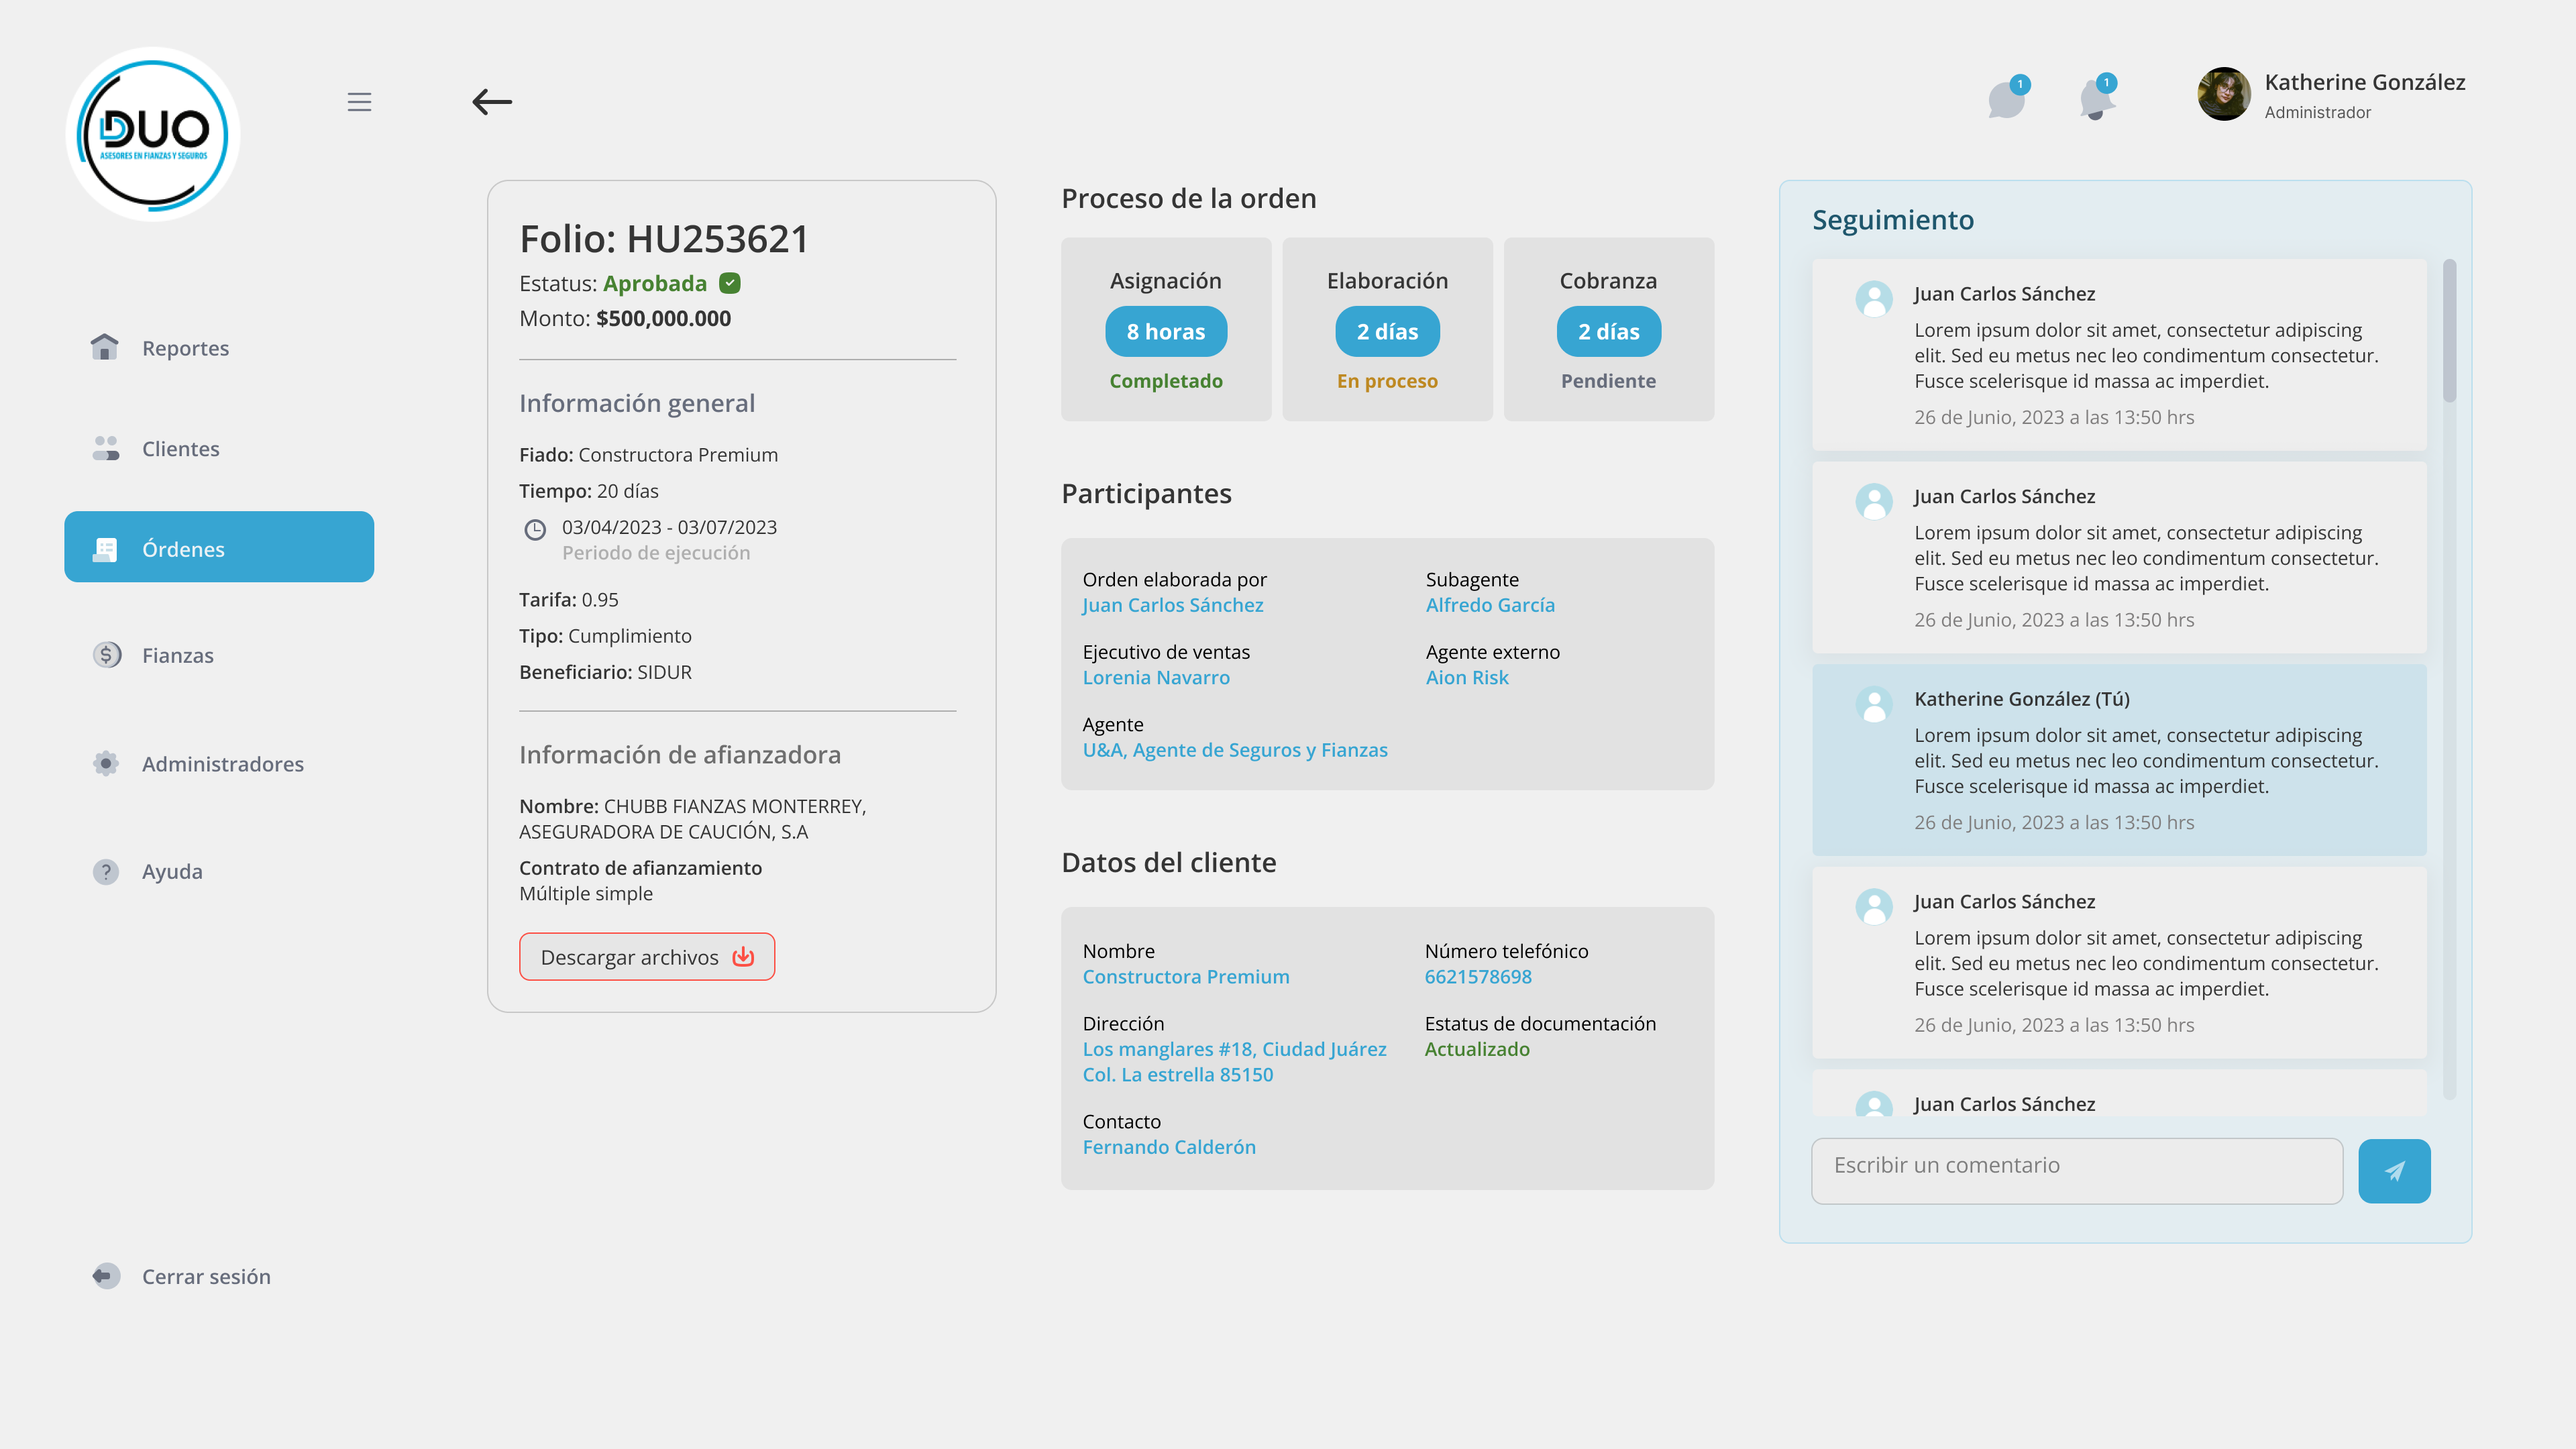 DUO
ASESORES EN FIANZAS Y SEGUROS
1
1
Katherine González
Administrador
Reportes
Clientes
Órdenes
Fianzas
Administradores
Ayuda
Cerrar sesión
Folio: HU253621
Estatus: Aprobada
Monto: $500,000.000
Información general
Fiado: Constructora Premium
Tiempo: 20 días
03/04/2023 - 03/07/2023
Periodo de ejecución
Tarifa: 0.95
Tipo: Cumplimiento
Beneficiario: SIDUR
Información de afianzadora
Nombre: CHUBB FIANZAS MONTERREY,
ASEGURADORA DE CAUCIÓN, S.A
Contrato de afianzamiento
Múltiple simple
Descargar archivos
Proceso de la orden
Asignación
8 horas
Completado
Elaboración
2 días
En proceso
Cobranza
2 días
Pendiente
Participantes
Orden elaborada por
Juan Carlos Sánchez
Subagente
Alfredo García
Ejecutivo de ventas
Lorenia Navarro
Agente externo
Aion Risk
Agente
U&A, Agente de Seguros y Fianzas
Datos del cliente
Nombre
Constructora Premium
Número telefónico
6621578698
Dirección
Los manglares #18, Ciudad Juárez
Col. La estrella 85150
Estatus de documentación
Actualizado
Contacto
Fernando Calderón
Seguimiento
Juan Carlos Sánchez
Lorem ipsum dolor sit amet, consectetur adipiscing
elit. Sed eu metus nec leo condimentum consectetur.
Fusce scelerisque id massa ac imperdiet.
26 de Junio, 2023 a las 13:50 hrs
Juan Carlos Sánchez
Lorem ipsum dolor sit amet, consectetur adipiscing
elit. Sed eu metus nec leo condimentum consectetur.
Fusce scelerisque id massa ac imperdiet.
26 de Junio, 2023 a las 13:50 hrs
Katherine González (Tú)
Lorem ipsum dolor sit amet, consectetur adipiscing
elit. Sed eu metus nec leo condimentum consectetur.
Fusce scelerisque id massa ac imperdiet.
26 de Junio, 2023 a las 13:50 hrs
Juan Carlos Sánchez
Lorem ipsum dolor sit amet, consectetur adipiscing
elit. Sed eu metus nec leo condimentum consectetur.
Fusce scelerisque id massa ac imperdiet.
26 de Junio, 2023 a las 13:50 hrs
Juan Carlos Sánchez
Escribir un comentario